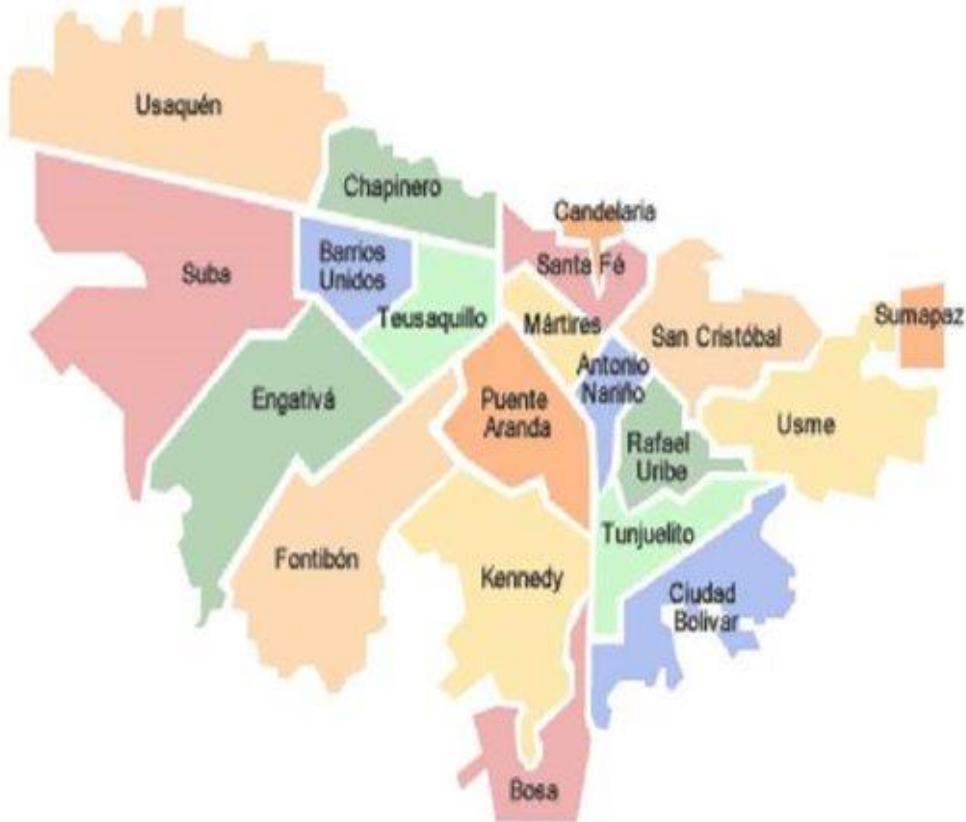 Usaquén
Chapinero
Candelaria
Santa Fé
Barrios
Unidos
Suba
Teusaquillo
Mártires
San Cristóbal
Sumapaz
Antonio
Nariño
Engativá
Puente
Aranda
Usme
Rafael
Uribe
Tunjuelito
Fontibón
Kennedy
Ciudad
Bolivar
Bosa